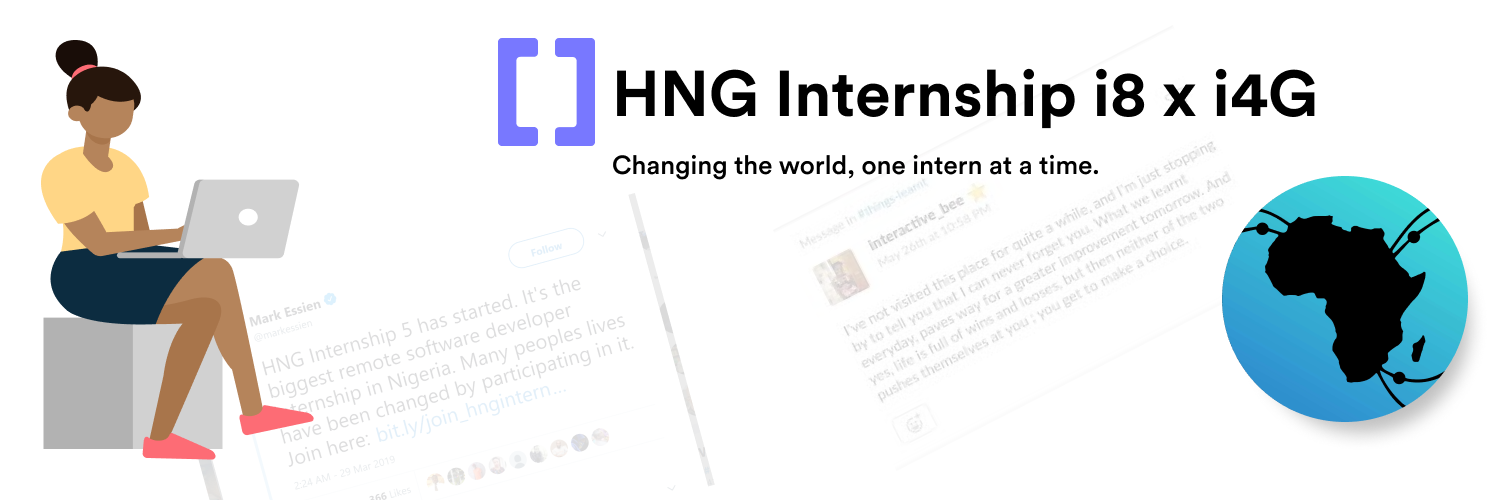 HNG Internship i8 x i4G
Changing the world, one intern at a time.
Follow
Mark Essien
@markessien
HNG Internship 5 has started. It's the
biggest remote software developer
ternship in Nigeria. Many peoples lives
have been changed by participating in it.
Join here: bit.ly/join_hngintern...
2:24 AM - 29 Mar 2019
366 Likes
Message in #things-learnt
interactive_bee
May 26th at 10:58 PM
I've not visited this place for quite a while, and I'm just stopping
by to tell you that I can never forget you. What we learnt
everyday, paves way for a greater improvement tomorrow. And
yes, life is full of wins and looses, but then neither of the two
pushes themselves at you ; you get to make a choice.